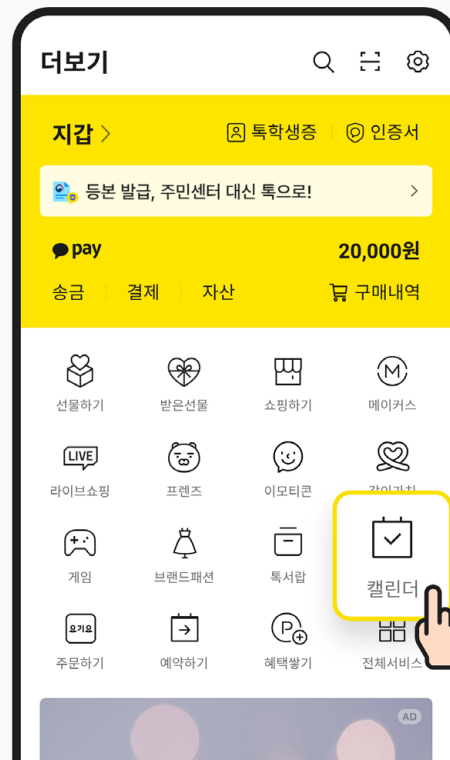 더보기
지갑
톡학생증
인증서
등본 발급, 주민센터 대신 톡으로!
pay
20,000원
송금
결제
자산
구매내역
선물하기
받은선물
쇼핑하기
메이커스
LIVE
라이브쇼핑
프렌즈
이모티콘
게임
브랜드패션
톡서랍
캘린더
요기요
주문하기
예약하기
혜택쌓기
전체서비스
AD